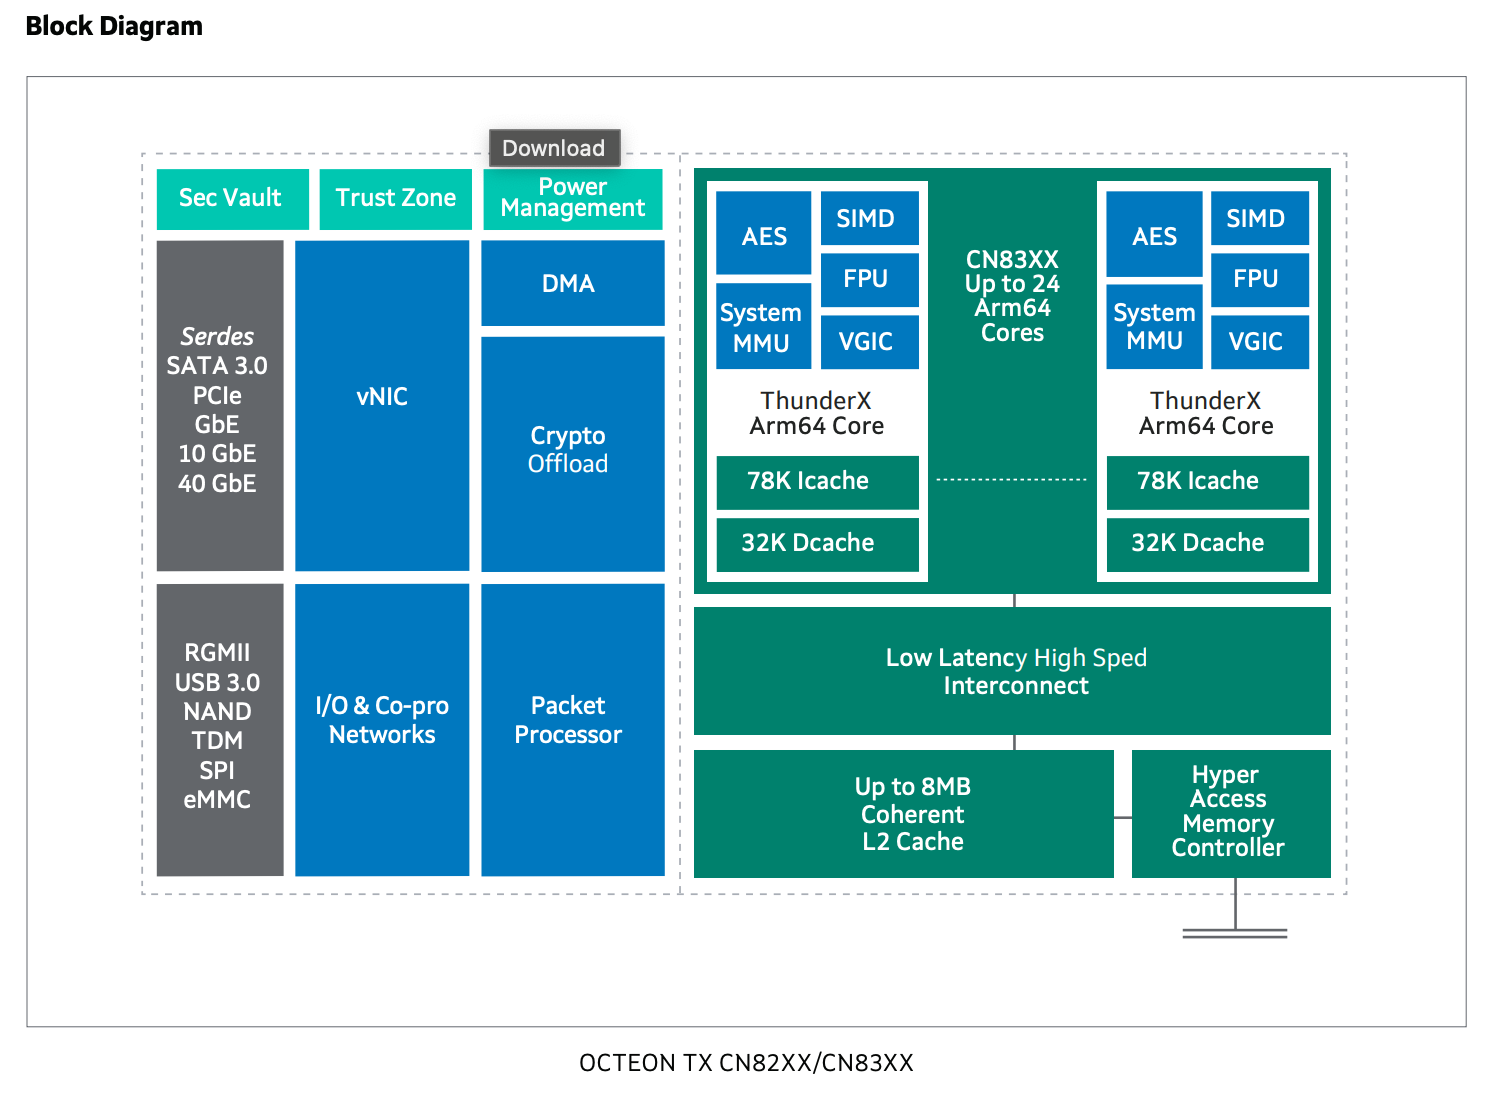 Block Diagram
Download
Sec Vault
Trust Zone
Power
Management
Serdes
SATA 3.0
PCIe
GbE
10 GbE
40 GbE
vNIC
DMA
Crypto
Offload
RGMII
USB 3.0
NAND
TDM
SPI
eMMC
I/O & Co-pro
Networks
Packet
Processor
AES
SIMD
FPU
System
MMU
VGIC
ThunderX
Arm64 Core
78K Icache
32K Dcache
CN83XX
Up to 24
Arm64
Cores
AES
SIMD
FPU
System
MMU
VGIC
ThunderX
Arm64 Core
78K Icache
32K Dcache
Low Latency High Sped
Interconnect
Up to 8MB
Coherent
L2 Cache
Hyper
Access
Memory
Controller
OCTEON TX CN82XX/CN83XX